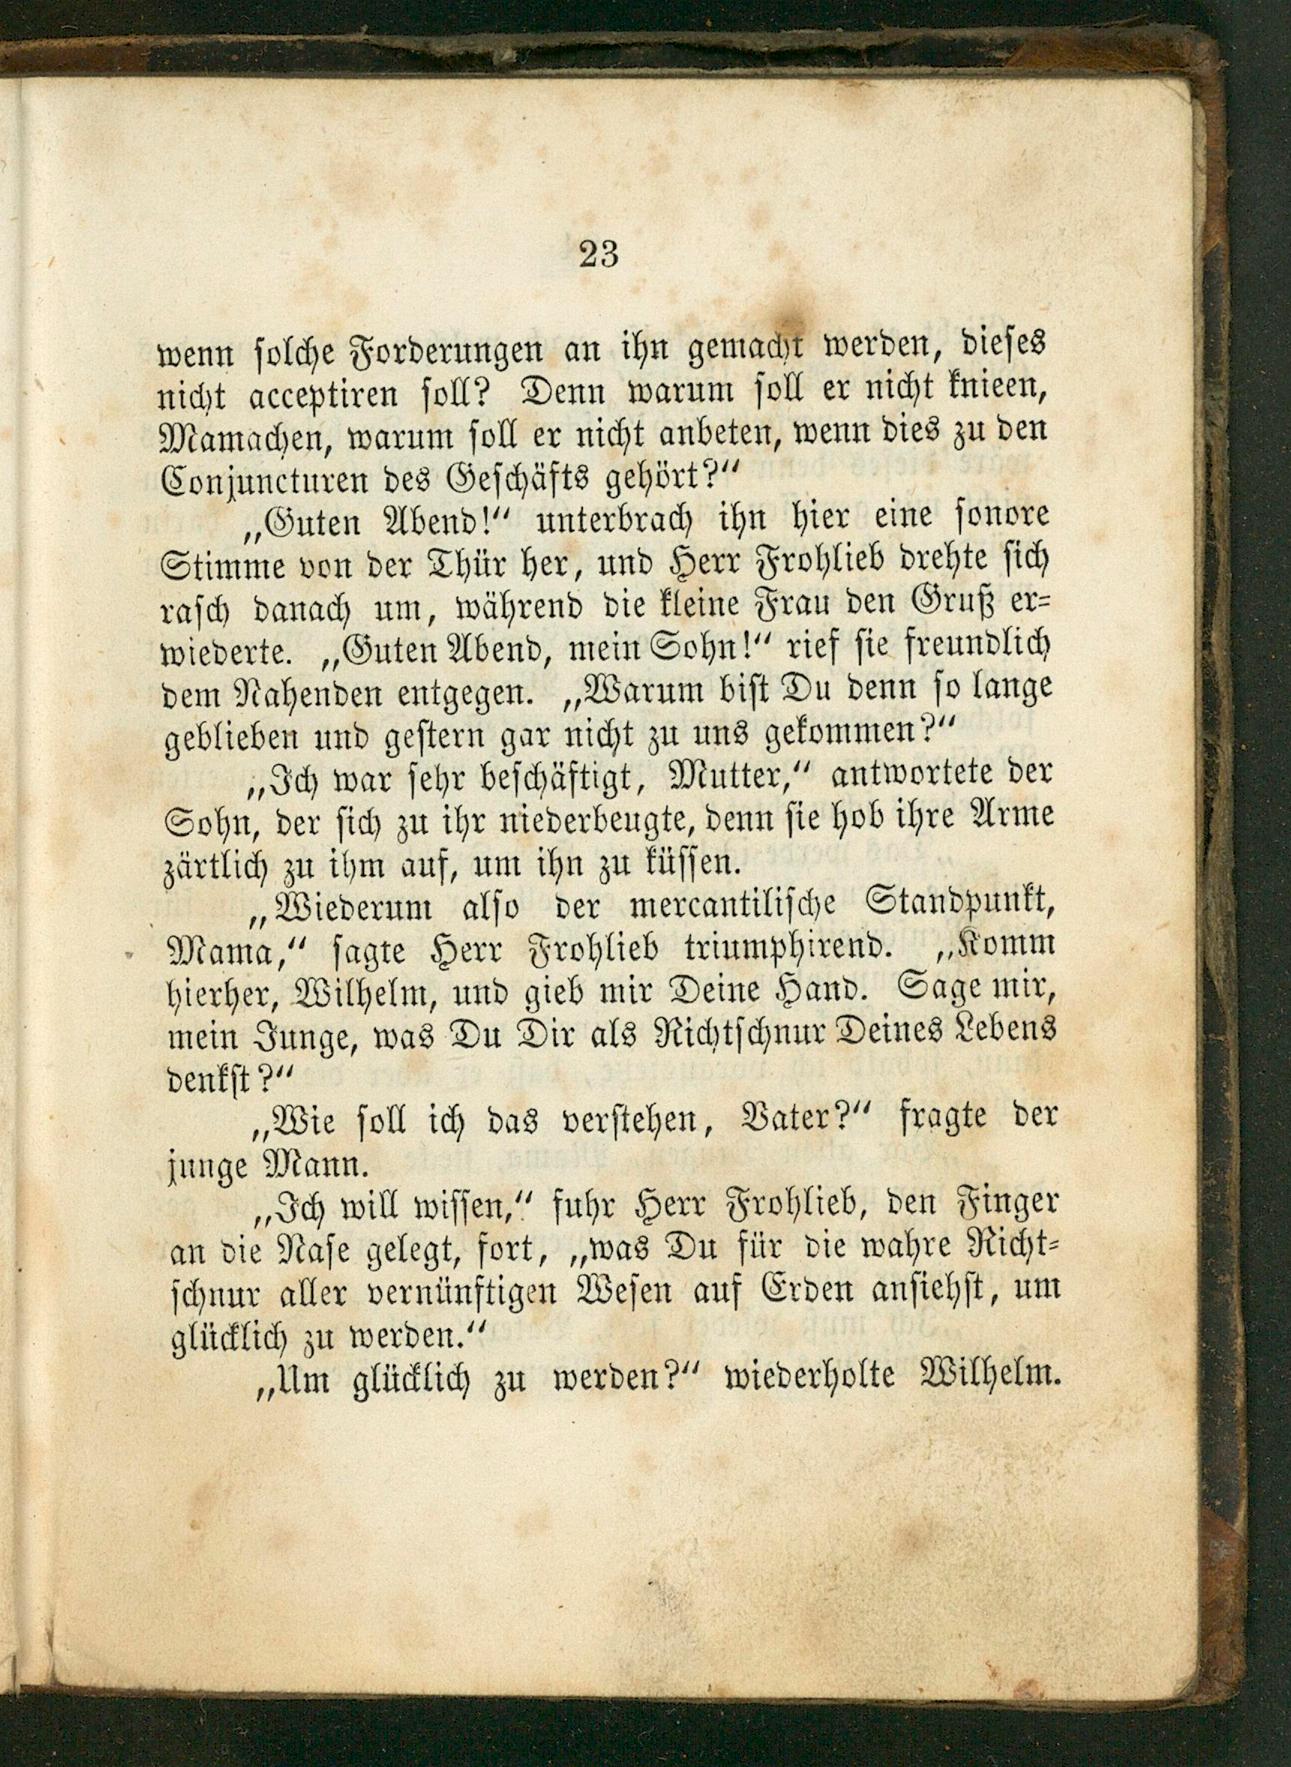 23
wenn solche Forderungen an ihn gemacht werden, dieses
nicht acceptiren soll? Denn warum soll er nicht knieen,
Mamachen, warum soll er nicht anbeten, wenn dies zu den
Conjuncturen des Geschäfts gehört?“
„Guten Abend!“ unterbrach ihn hier eine sonore
Stimme von der Thür her, und Herr Frohlieb drehte sich
rasch danach um, während die kleine Frau den Gruß er-
wiederte. „Guten Abend, mein Sohn!“ rief sie freundlich
dem Nahenden entgegen. „Warum bist Du denn so lange
geblieben und gestern gar nicht zu uns gekommen?“
„Ich war sehr beschäftigt, Mutter,“ antwortete der
Sohn, der sich zu ihr niederbeugte, denn sie hob ihre Arme
zärtlich zu ihm auf, um ihn zu küssen.
„Wiederum also der mercantilische Standpunkt,
Mama,“ sagte Herr Frohlieb triumphirend. „Komm
hierher, Wilhelm, und gieb mir Deine Hand. Sage mir,
mein Junge, was Du Dir als Richtschnur Deines Lebens
denkst?“
„Wie soll ich das verstehen, Vater?“ fragte der
junge Mann.
„Ich will wissen,“ fuhr Herr Frohlieb, den Finger
an die Nase gelegt, fort, „was Du für die wahre Richt-
schnur aller vernünftigen Wesen auf Erden ansiehst, um
glücklich zu werden.“
„Um glücklich zu werden?“ wiederholte Wilhelm.